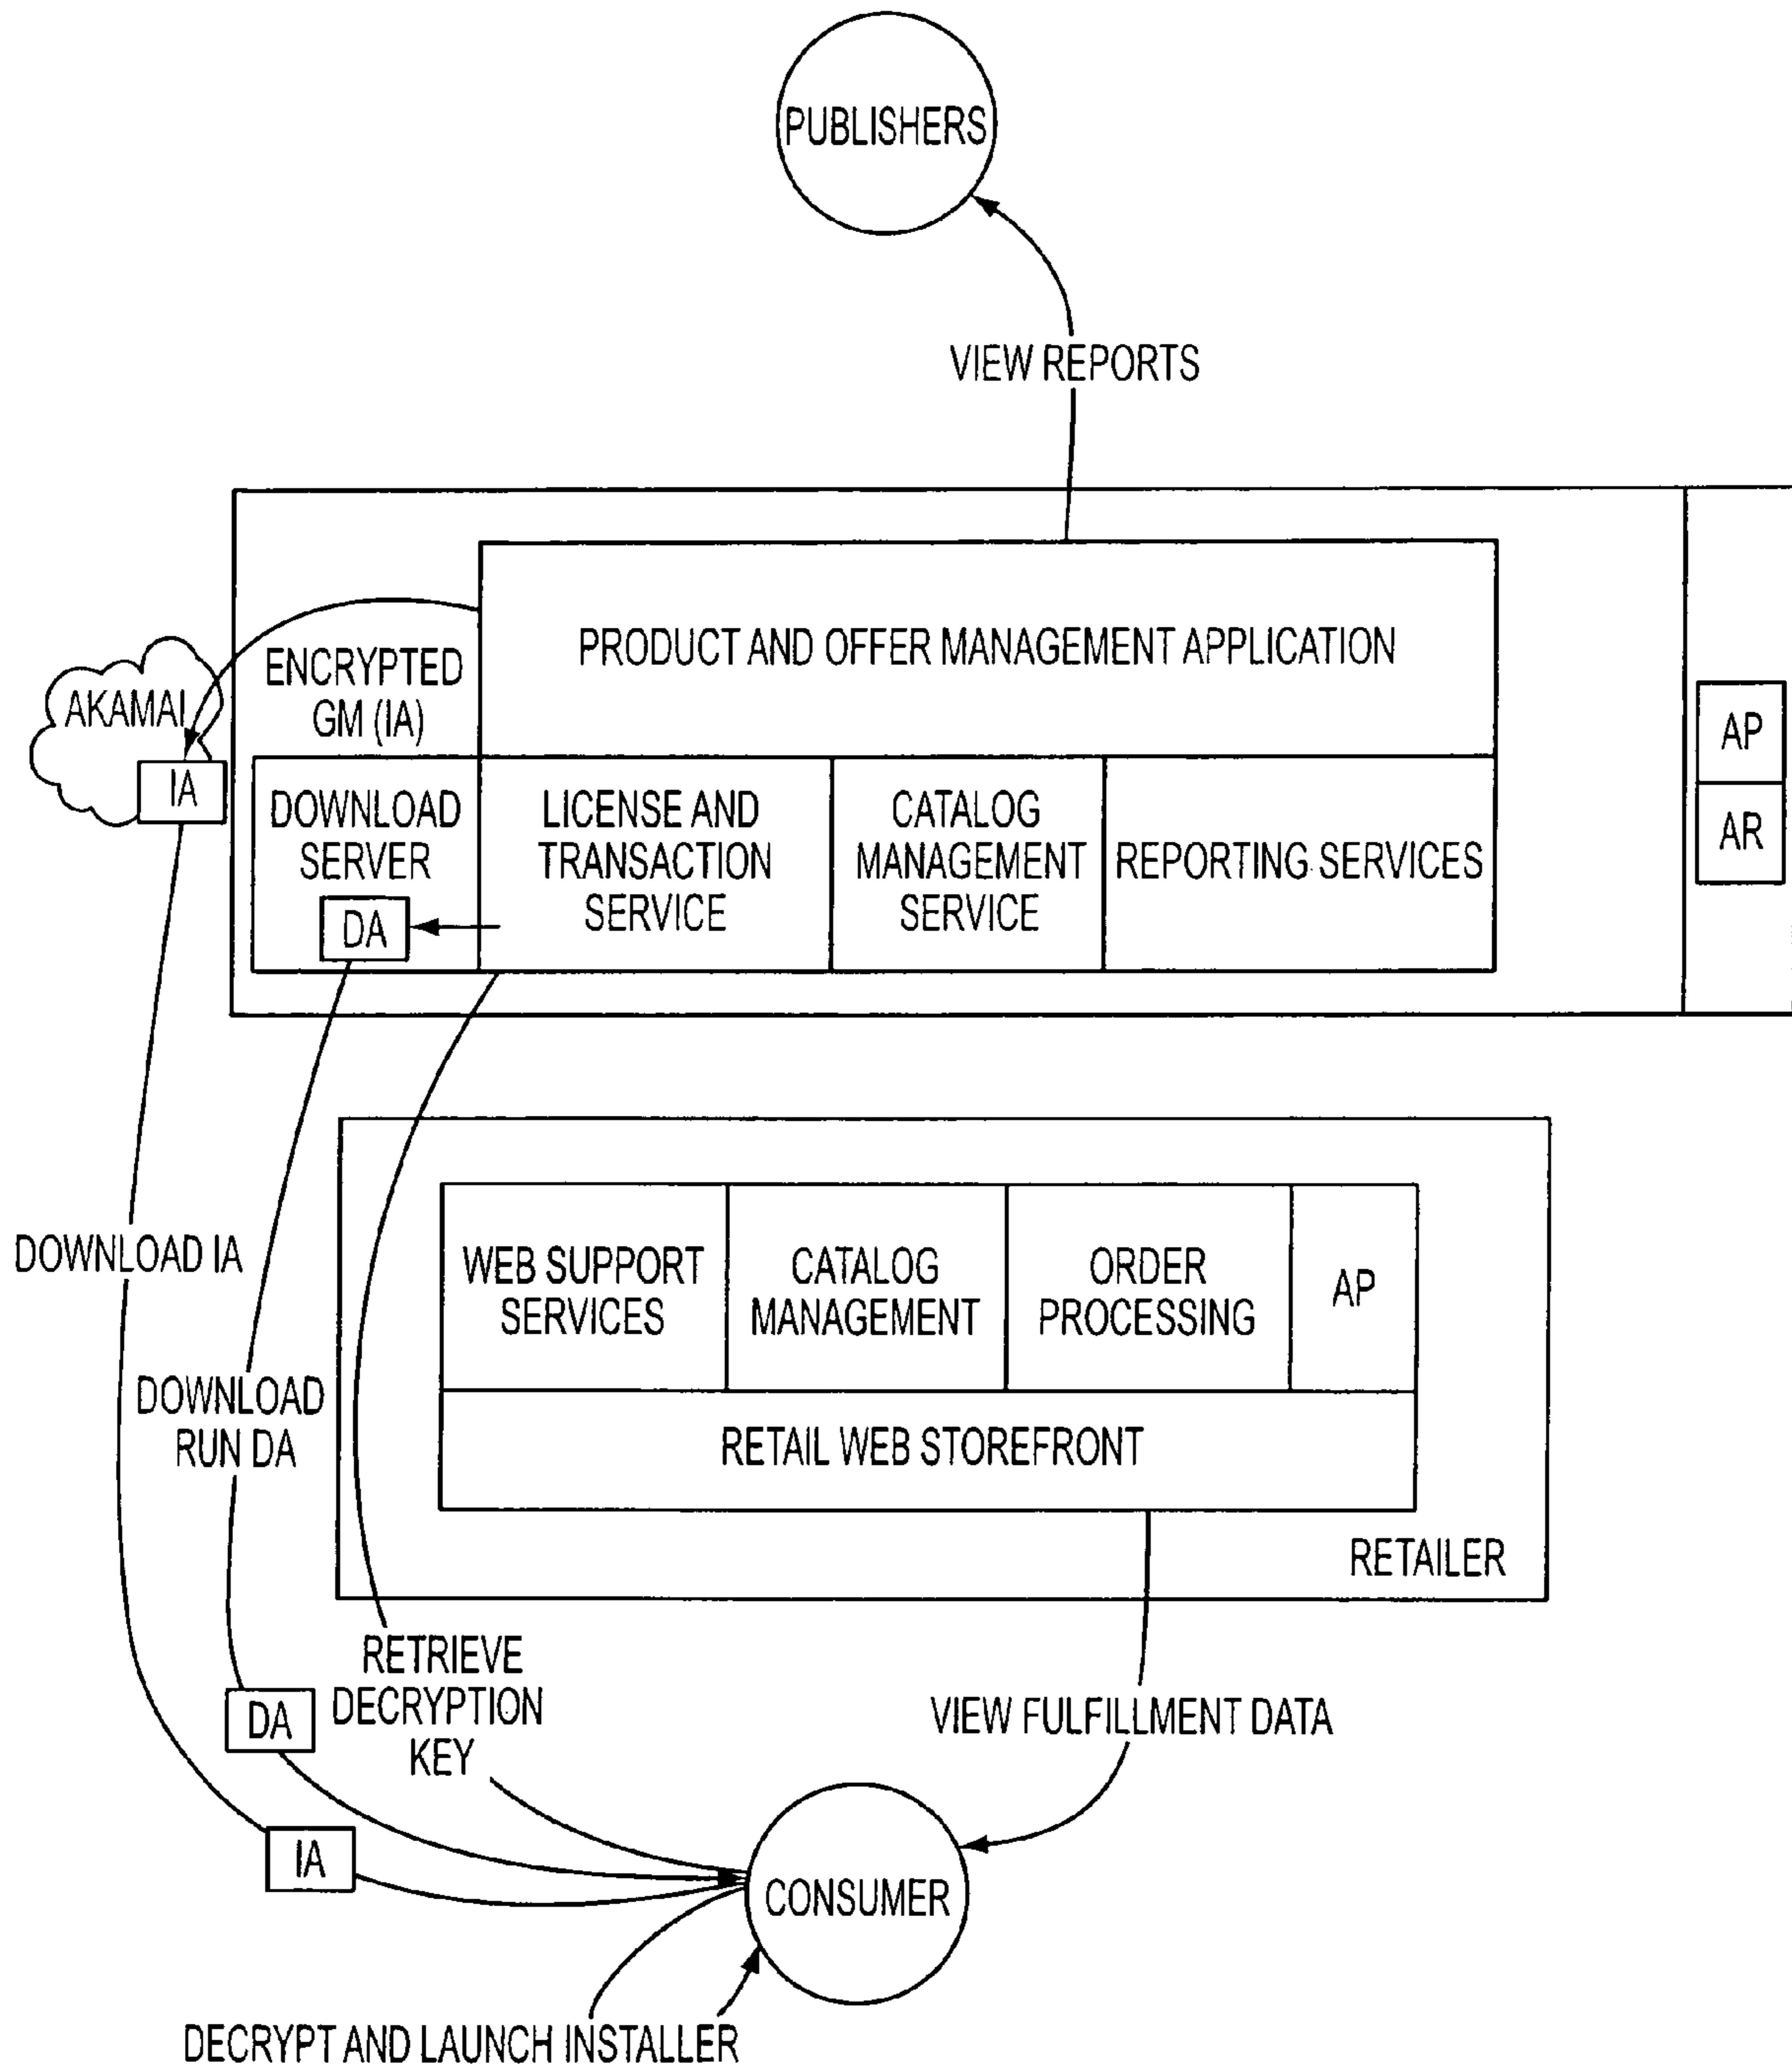 PUBLISHERS
VIEW REPORTS
PRODUCT AND OFFER MANAGEMENT APPLICATION
ENCRYPTED
GM (IA)
AKAMAI
IA
DOWNLOAD
SERVER
DA
LICENSE AND
TRANSACTION
SERVICE
CATALOG
MANAGEMENT
SERVICE
REPORTING SERVICES
AP
AR
DOWNLOAD IA
WEB SUPPORT
SERVICES
CATALOG
MANAGEMENT
ORDER
PROCESSING
AP
DOWNLOAD
RUN DA
RETAIL WEB STOREFRONT
RETAILER
RETRIEVE
DECRYPTION
KEY
DA
VIEW FULFILLMENT DATA
IA
CONSUMER
DECRYPT AND LAUNCH INSTALLER